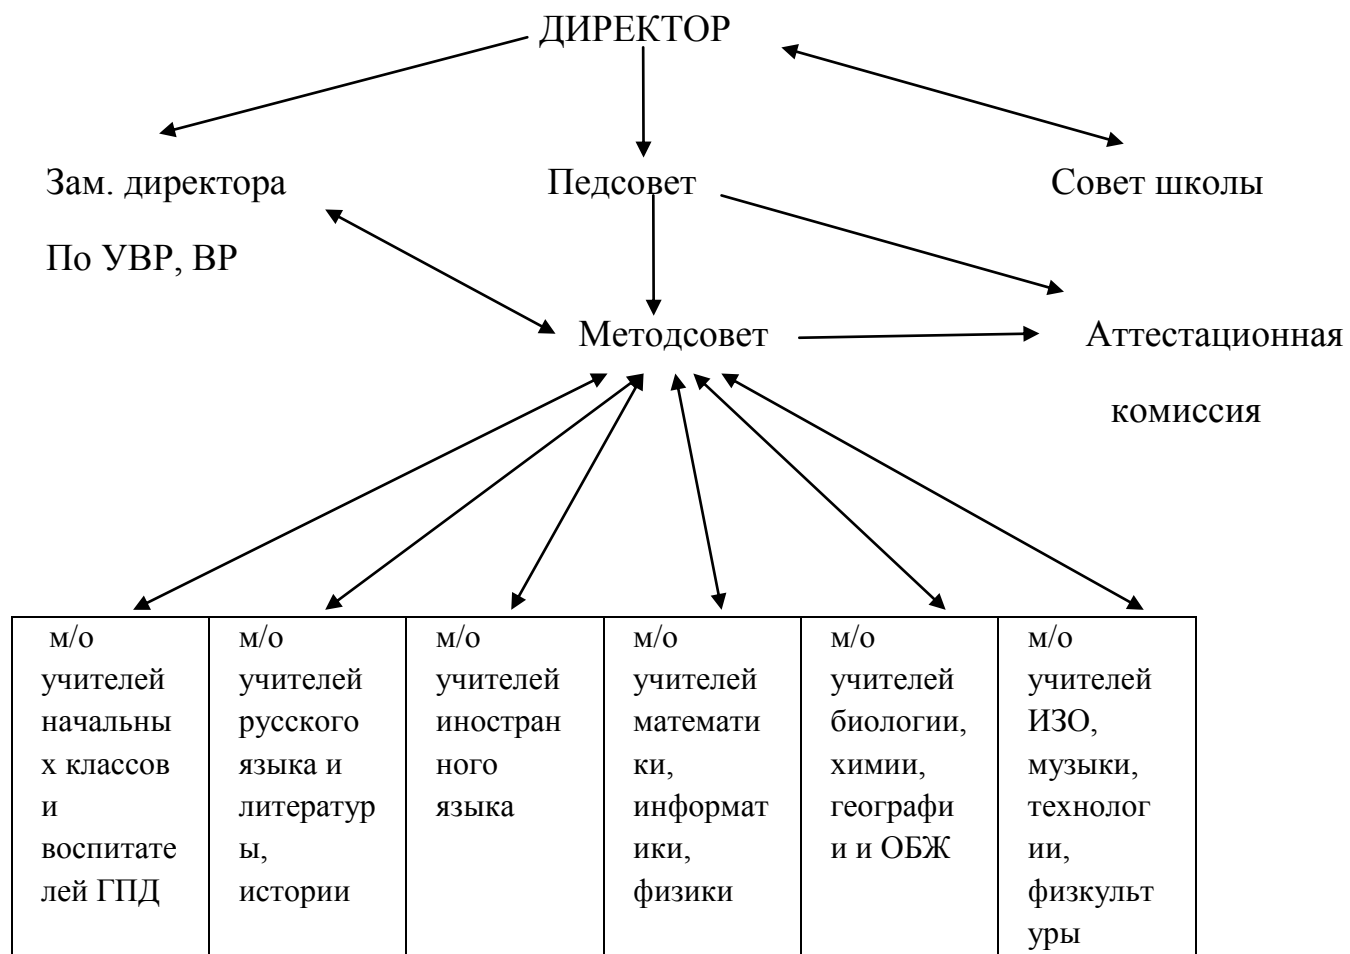 ДИРЕКТОР
Зам. директора
Педсовет
Совет школы
По УВР, ВР
Методсовет
Аттестационная
комиссия
м/о
учителей
начальны
х классов
и
воспитате
лей ГПД
м/о
учителей
русского
языка и
литератур
ы,
истории
м/о
учителей
иностран
ного
языка
м/о
учителей
математи
ки,
информат
ики,
физики
м/о
учителей
биологии,
химии,
географи
и и ОБЖ
м/о
учителей
ИЗО,
музыки,
технолог
ии,
физкульт
уры